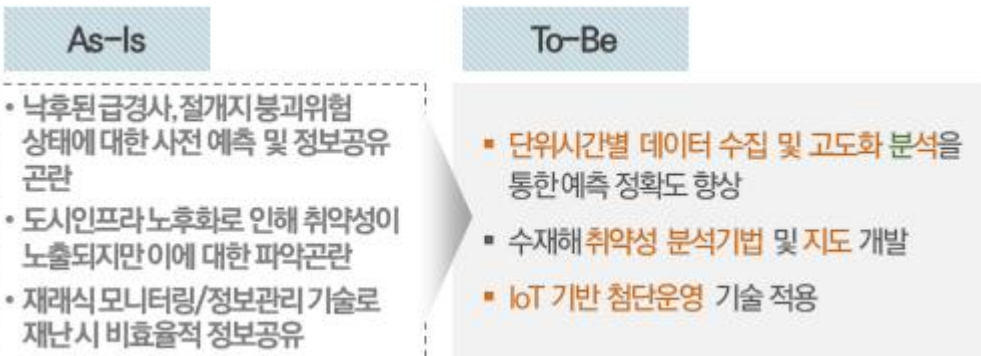 As-Is
• 낙후된 급경사, 절개지 붕괴위험
상태에 대한 사전 예측 및 정보공유
곤란
• 도시인프라 노후화로 인해 취약성이
노출되지만 이에 대한 파악곤란
• 재래식 모니터링/정보관리 기술로
재난 시 비효율적 정보공유
To-Be
▪ 단위시간별 데이터 수집 및 고도화 분석을
통한 예측 정확도 향상
▪ 수재해 취약성 분석기법 및 지도 개발
▪ IoT 기반 첨단운영 기술 적용